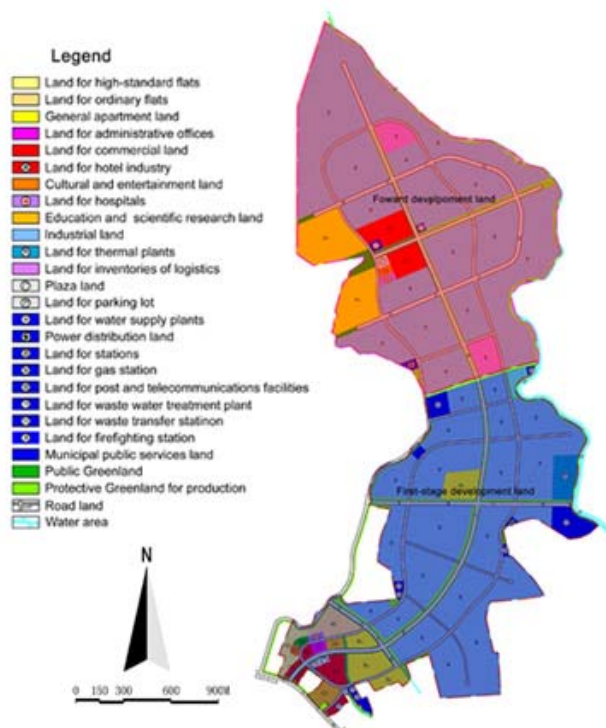 Legend
Land for high-standard flats
Land for ordinary flats
General apartment land
Land for administrative offices
Land for commercial land
Land for hotel industry
Cultural and entertainment land
Land for hospitals
Education and scientific research land
Industrial land
Land for thermal plants
Land for inventories of logistics
Plaza land
Land for parking lot
Land for water supply plants
Power distribution land
Land for stations
Land for gas station
Land for post and telecommunications facilities
Land for waste water treatment plant
Land for waste transfer statinon
Land for firefighting station
Municipal public services land
Public Greenland
Protective Greenland for production
Road land
Water area
Foward develpoment land
First-stage development land
N
0 150 300 600 900M